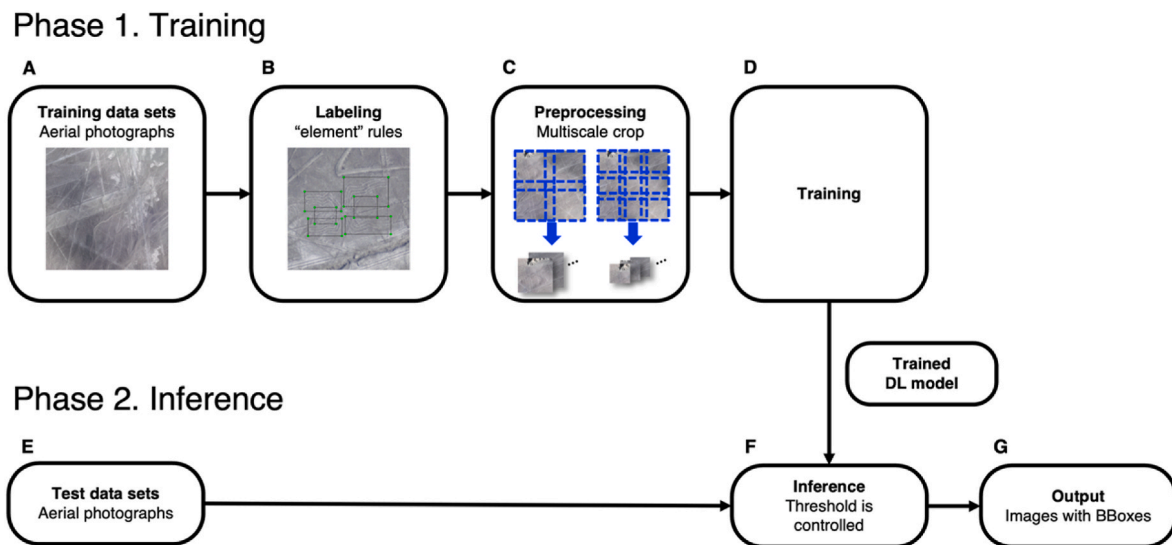 Phase 1. Training
A
Training data sets
Aerial photographs
B
Labeling
“element” rules
C
Preprocessing
Multiscale crop
...
...
D
Training
Trained
DL model
Phase 2. Inference
E
Test data sets
Aerial photographs
F
Inference
Threshold is
controlled
G
Output
Images with BBoxes